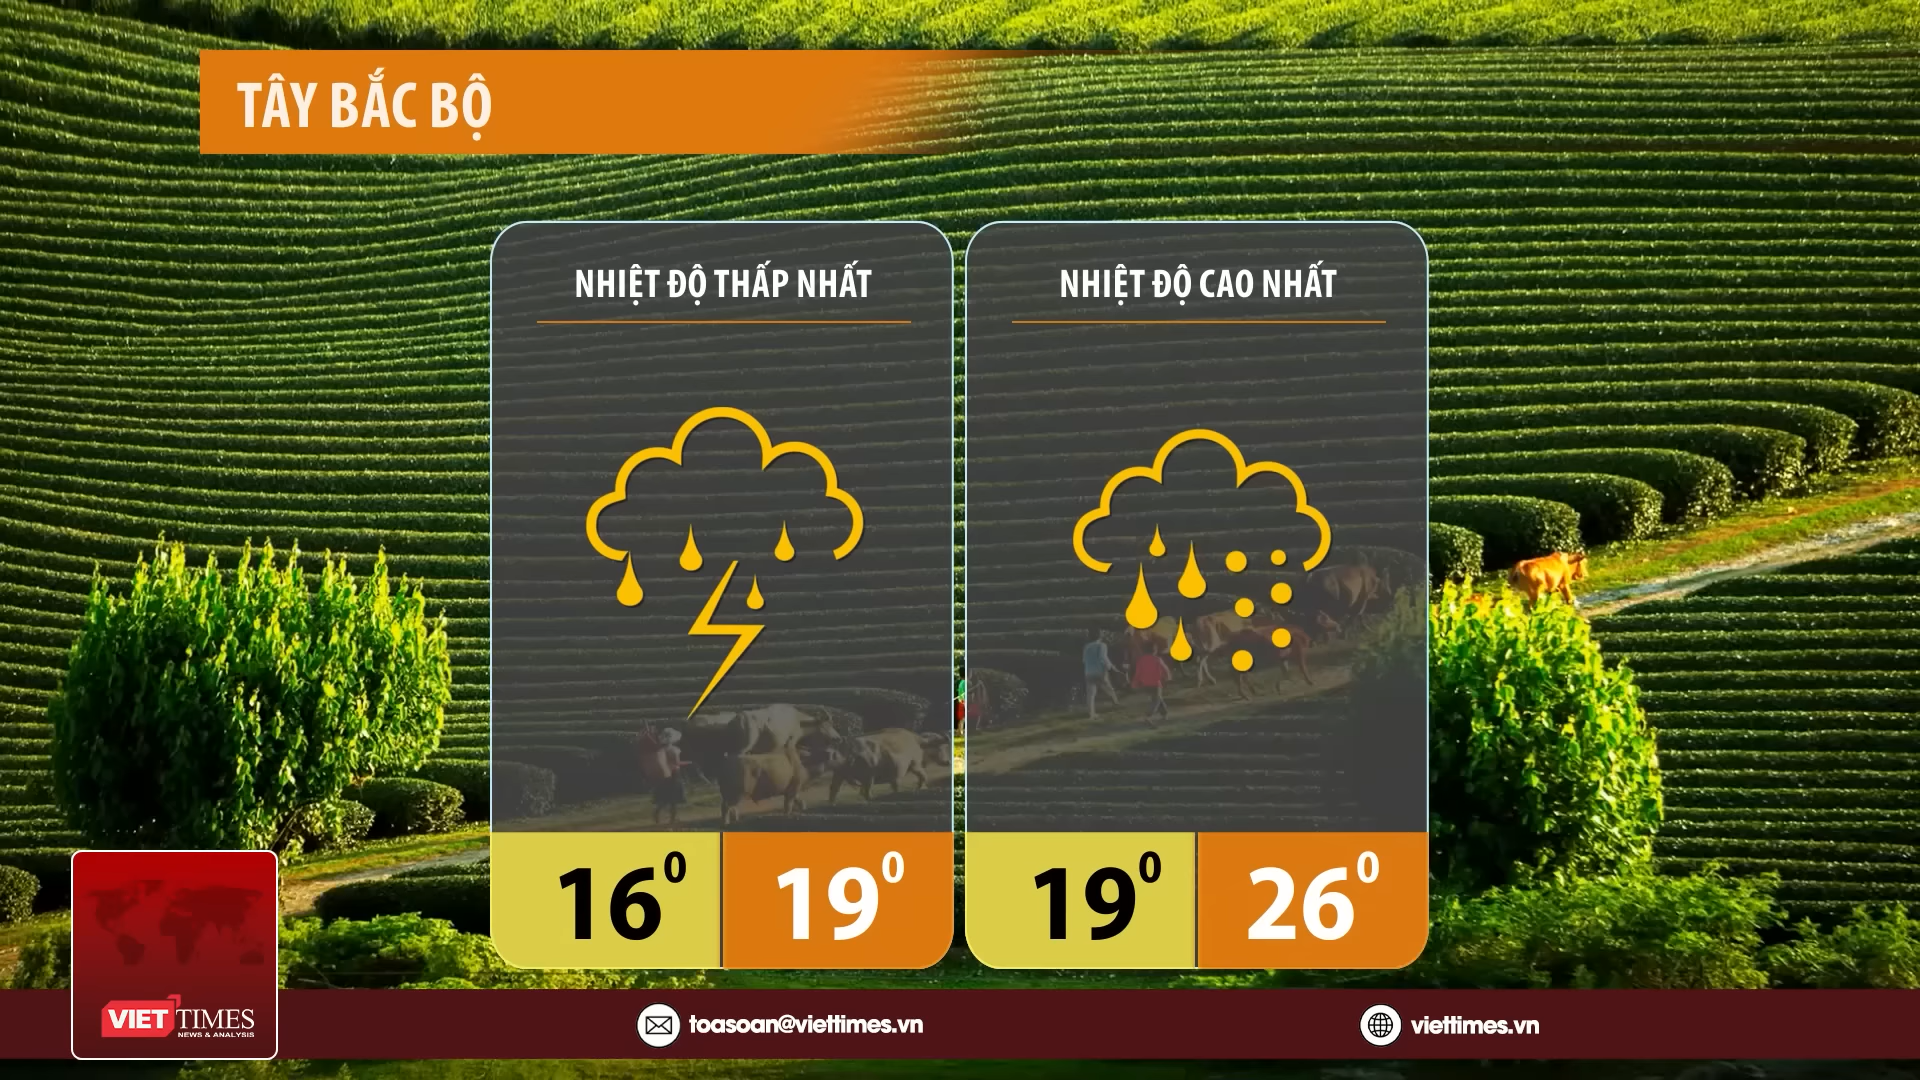 TÂY BẮC BỘ
NHIỆT ĐỘ THẤP NHẤT
NHIỆT ĐỘ CAO NHẤT
16⁰ 19⁰
19⁰ 26⁰
VIETTIMES
NEWS & ANALYSIS
toasoan@viettimes.vn
viettimes.vn